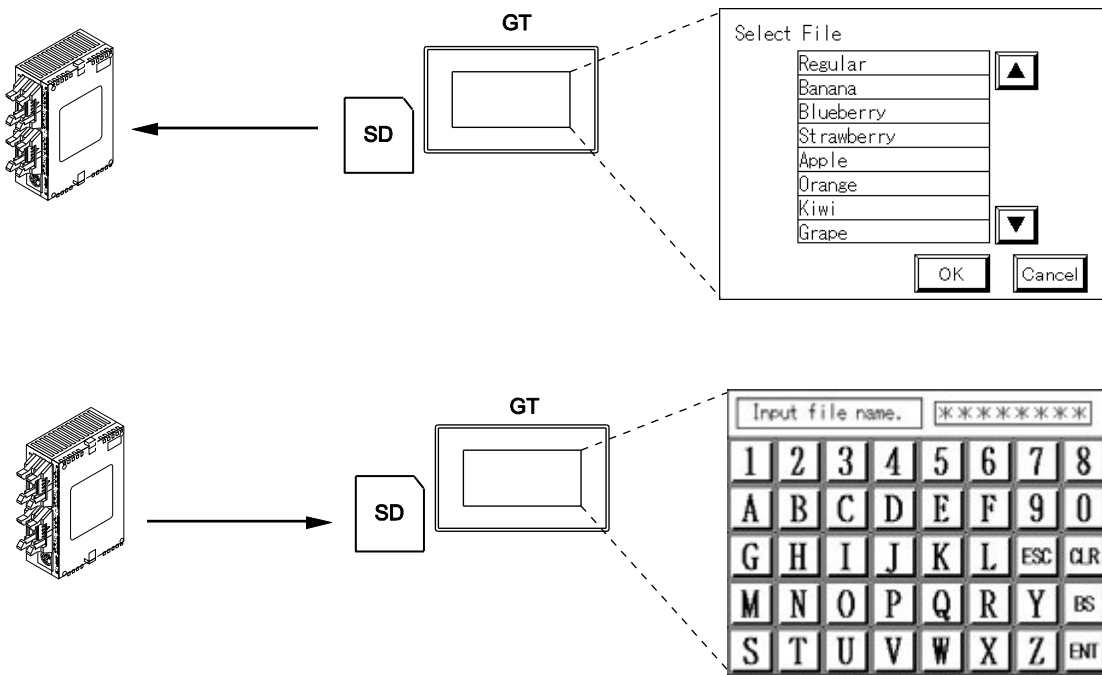 GT
SD
Select File
Regular
Banana
Blueberry
Strawberry
Apple
Orange
Kiwi
Grape
▲
▼
OK Cancel
GT
SD
Input file name. ********
1 2 3 4 5 6 7 8
A B C D E F 9 0
G H I J K L ESC CLR
M N O P Q R Y BS
S T U V W X Z ENT